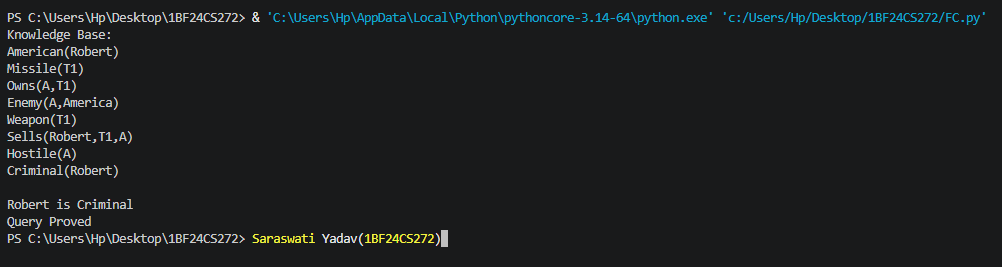 PS C:\Users\Hp\Desktop\1BF24CS272> & 'C:\Users\Hp\AppData\Local\Python\pythoncore-3.14-64\python.exe' 'c:/Users/Hp/Desktop/1BF24CS272/FC.py'
Knowledge Base:
American(Robert)
Missile(T1)
Owns(A,T1)
Enemy(A,America)
Weapon(T1)
Sells(Robert,T1,A)
Hostile(A)
Criminal(Robert)
Robert is Criminal
Query Proved
PS C:\Users\Hp\Desktop\1BF24CS272> Saraswati Yadav(1BF24CS272)